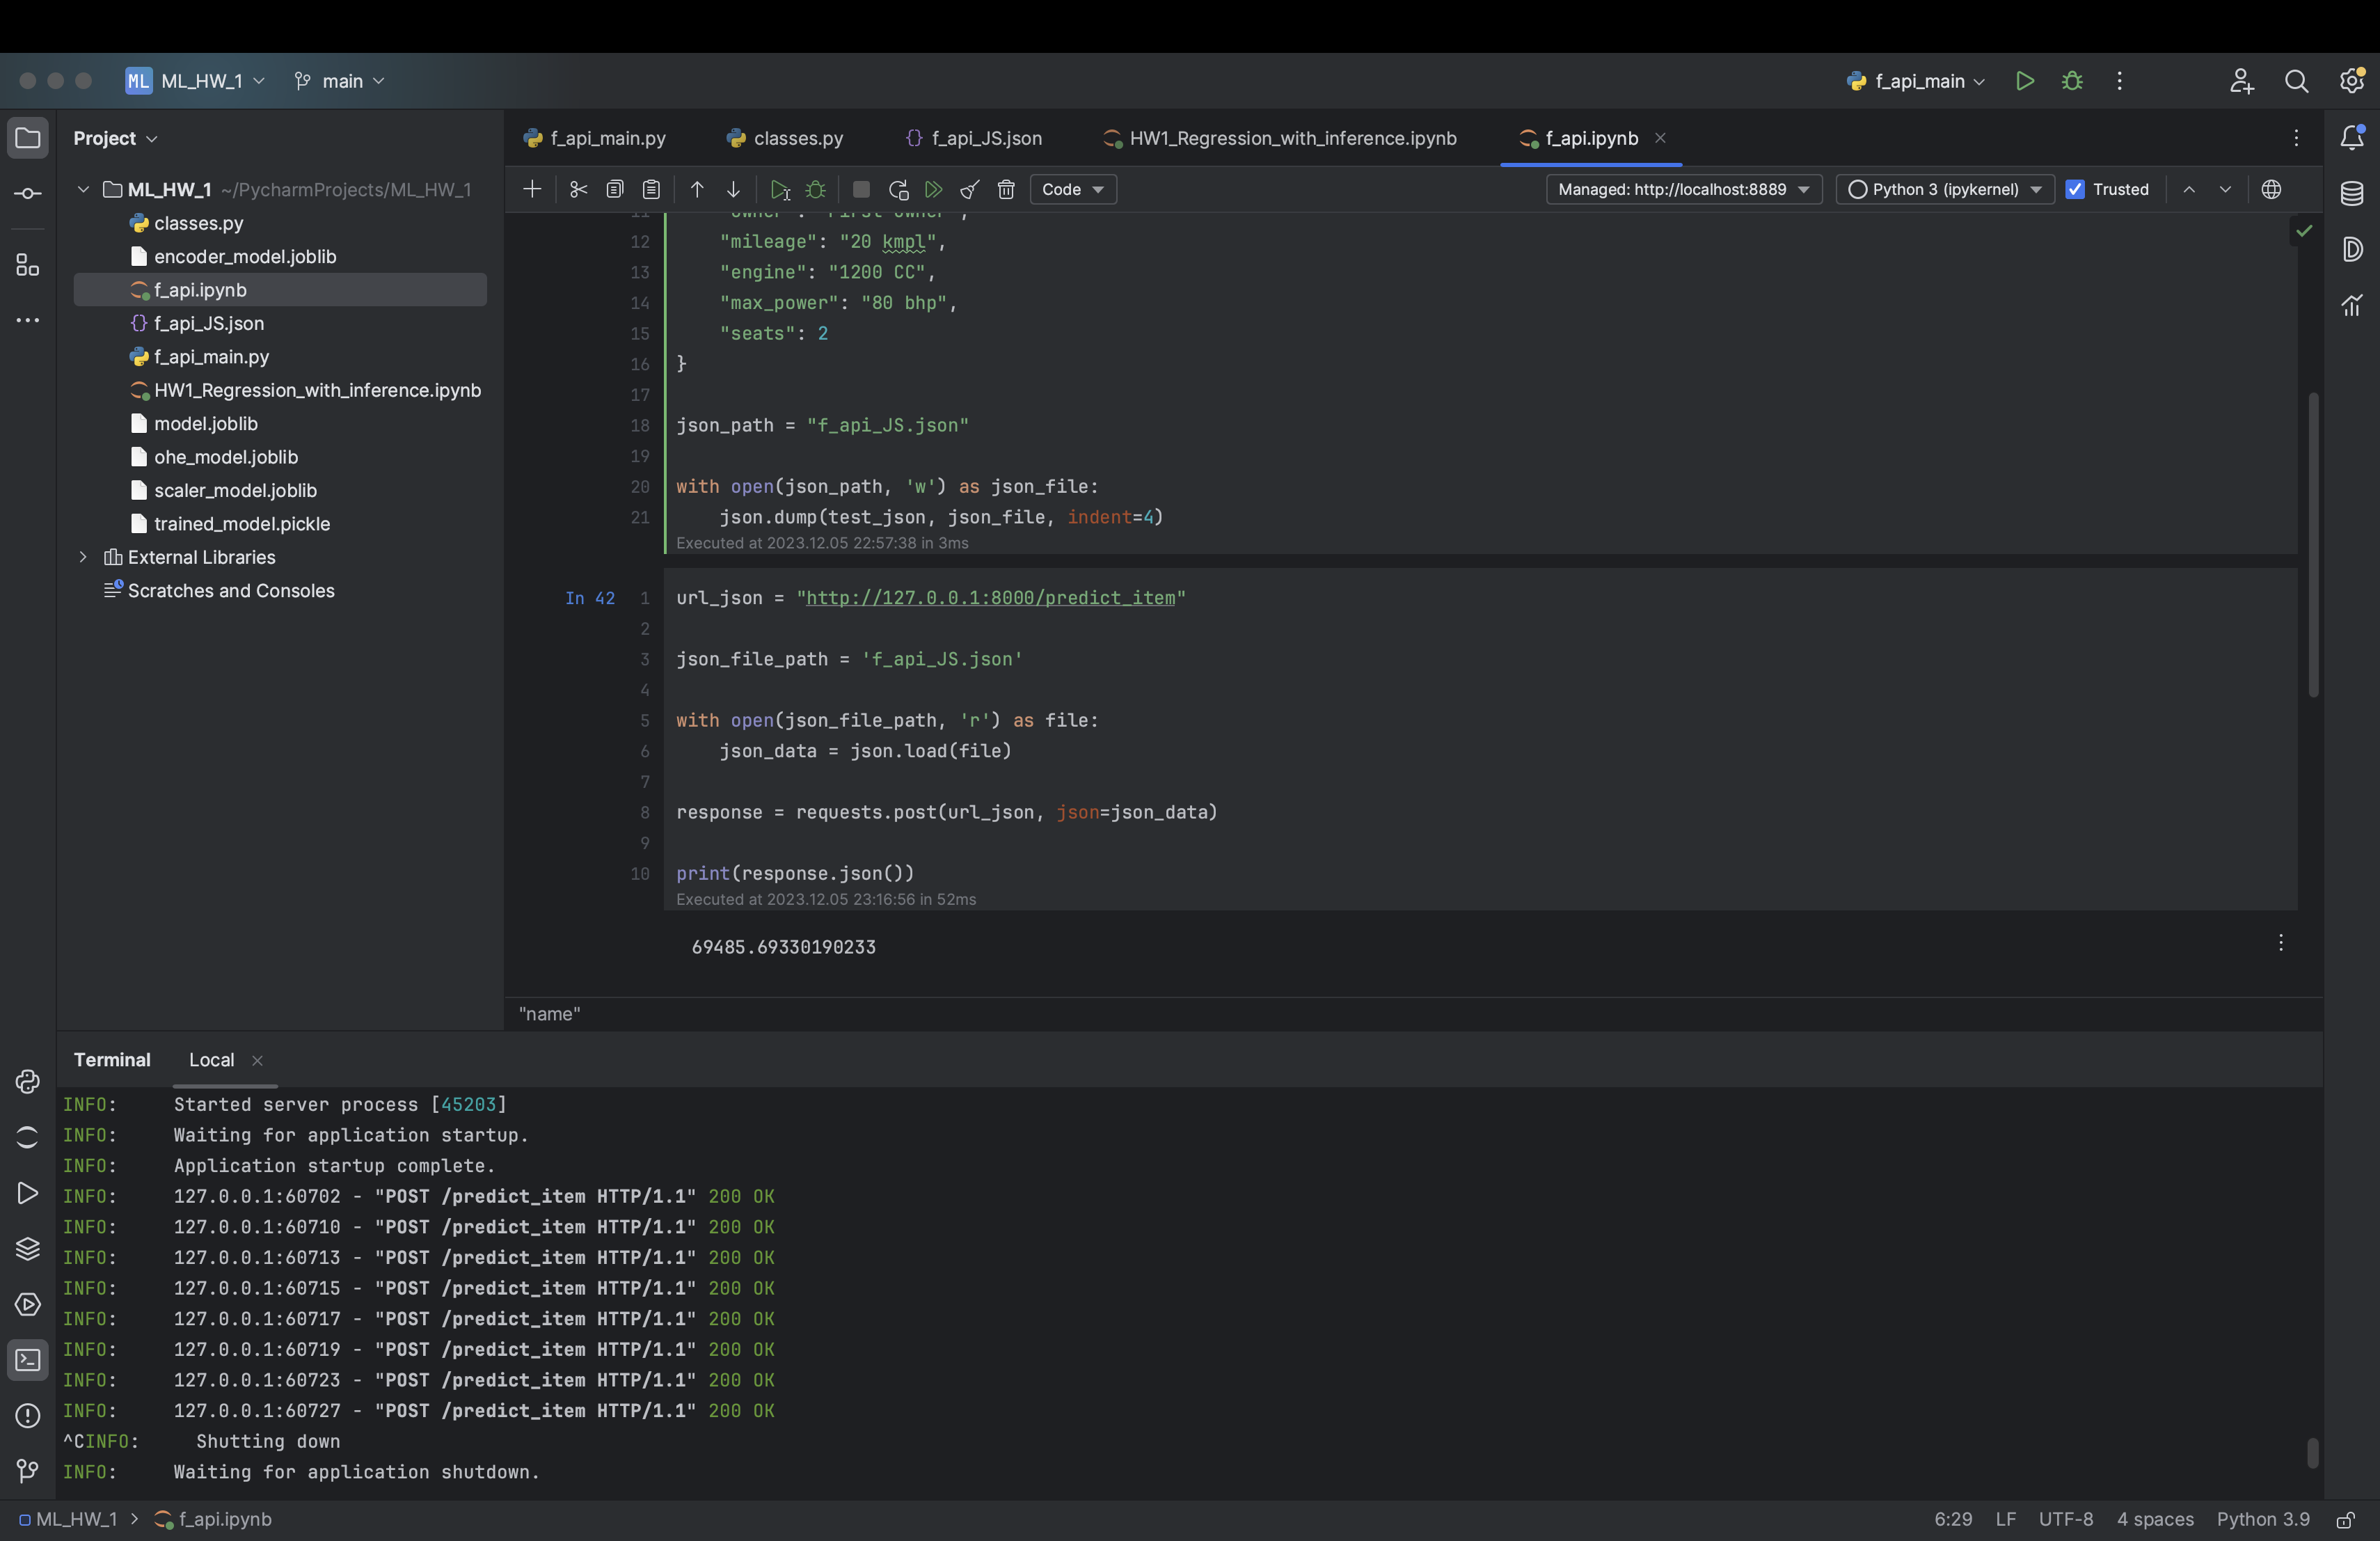 ML ML_HW_1 main f_api_main
Project
f_api_main.py classes.py f_api_JS.json HW1_Regression_with_inference.ipynb f_api.ipynb
Code Managed: http://localhost:8889 Python 3 (ipykernel) Trusted
ML_HW_1 ~/PycharmProjects/ML_HW_1
classes.py
encoder_model.joblib
f_api.ipynb
f_api_JS.json
f_api_main.py
HW1_Regression_with_inference.ipynb
model.joblib
ohe_model.joblib
scaler_model.joblib
trained_model.pickle
External Libraries
Scratches and Consoles
11 "owner": "First Owner",
12 "mileage": "20 kmpl",
13 "engine": "1200 CC",
14 "max_power": "80 bhp",
15 "seats": 2
16 }
17
18 json_path = "f_api_JS.json"
19
20 with open(json_path, 'w') as json_file:
21 json.dump(test_json, json_file, indent=4)
Executed at 2023.12.05 22:57:38 in 3ms
In 42 1 url_json = "http://127.0.0.1:8000/predict_item"
2
3 json_file_path = 'f_api_JS.json'
4
5 with open(json_file_path, 'r') as file:
6 json_data = json.load(file)
7
8 response = requests.post(url_json, json=json_data)
9
10 print(response.json())
Executed at 2023.12.05 23:16:56 in 52ms
69485.69330190233
"name"
Terminal Local
INFO: Started server process [45203]
INFO: Waiting for application startup.
INFO: Application startup complete.
INFO: 127.0.0.1:60702 - "POST /predict_item HTTP/1.1" 200 OK
INFO: 127.0.0.1:60710 - "POST /predict_item HTTP/1.1" 200 OK
INFO: 127.0.0.1:60713 - "POST /predict_item HTTP/1.1" 200 OK
INFO: 127.0.0.1:60715 - "POST /predict_item HTTP/1.1" 200 OK
INFO: 127.0.0.1:60717 - "POST /predict_item HTTP/1.1" 200 OK
INFO: 127.0.0.1:60719 - "POST /predict_item HTTP/1.1" 200 OK
INFO: 127.0.0.1:60723 - "POST /predict_item HTTP/1.1" 200 OK
INFO: 127.0.0.1:60727 - "POST /predict_item HTTP/1.1" 200 OK
^CINFO: Shutting down
INFO: Waiting for application shutdown.
ML_HW_1 > f_api.ipynb 6:29 LF UTF-8 4 spaces Python 3.9